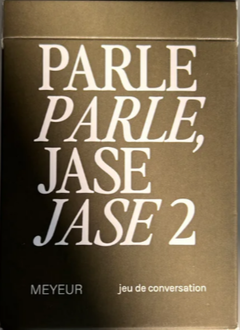 PARLE
PARLE,
JASE
JASE 2
MEYEUR jeu de conversation